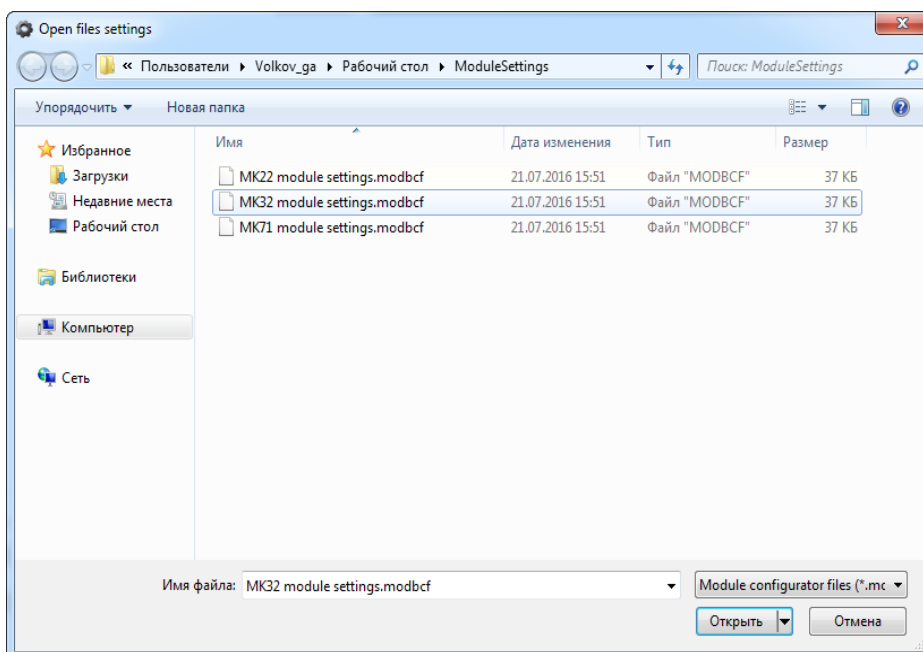 Open files settings
« Пользователи Volkov_ga Рабочий стол ModuleSettings
Поиск: ModuleSettings
Упорядочить Новая папка
Избранное
Загрузки
Недавние места
Рабочий стол
Библиотеки
Компьютер
Сеть
Имя Дата изменения Тип Размер
MK22 module settings.modbcf 21.07.2016 15:51 Файл "MODBCF" 37 КБ
MK32 module settings.modbcf 21.07.2016 15:51 Файл "MODBCF" 37 КБ
MK71 module settings.modbcf 21.07.2016 15:51 Файл "MODBCF" 37 КБ
Имя файла: MK32 module settings.modbcf
Module configurator files (*.mc
Открыть Отмена